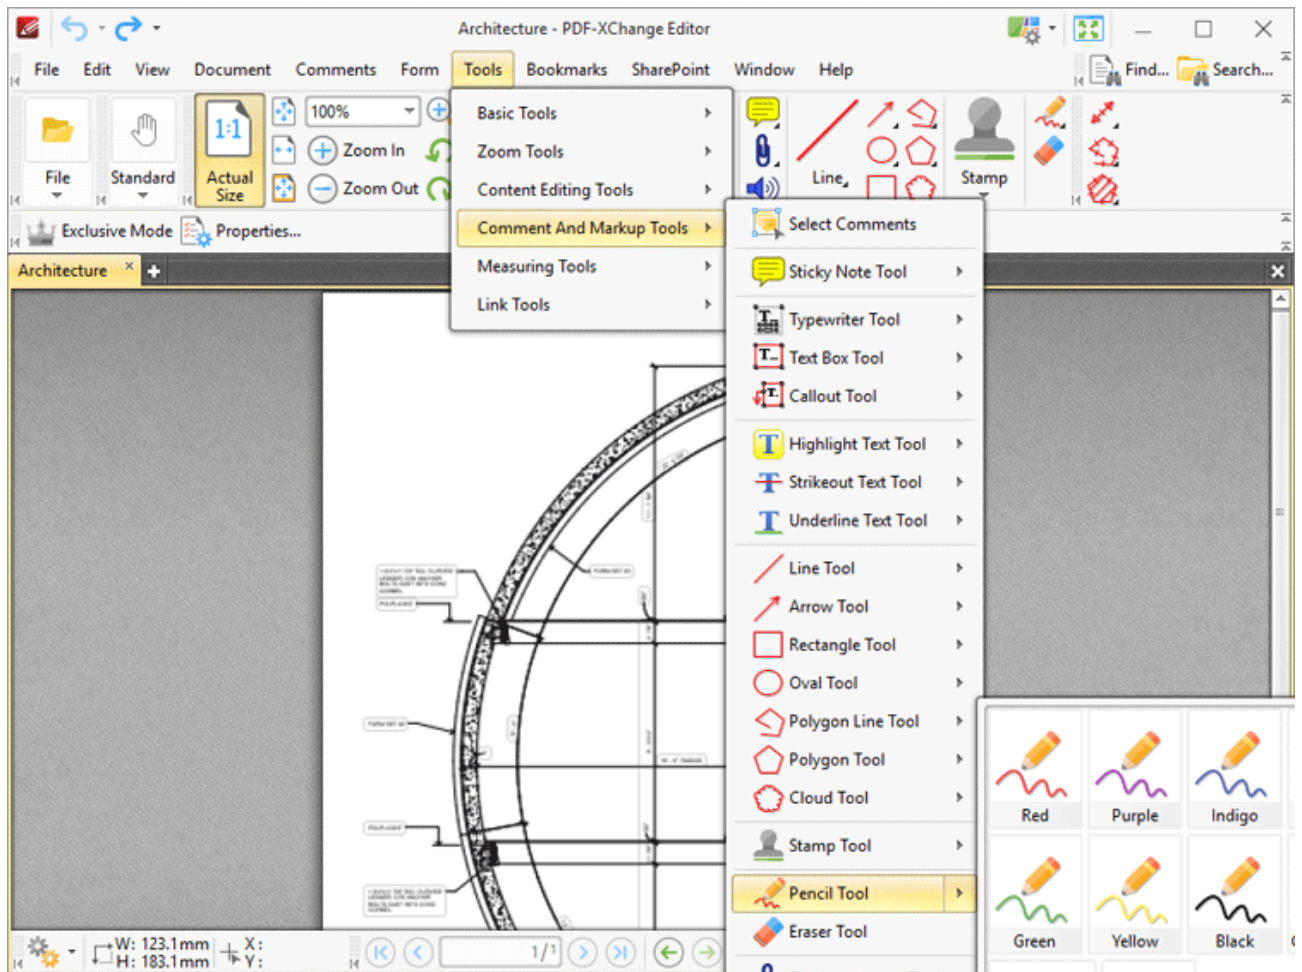 Architecture - PDF-XChange Editor
File Edit View Document Comments Form Tools Bookmarks SharePoint Window Help Find... Search...
1:1
100%
Zoom In
Zoom Out
File
Standard
Actual
Size
Line
Stamp
Exclusive Mode Properties...
Architecture
Basic Tools
Zoom Tools
Content Editing Tools
Comment And Markup Tools
Measuring Tools
Link Tools
Select Comments
Sticky Note Tool
Typewriter Tool
Text Box Tool
Callout Tool
Highlight Text Tool
Strikeout Text Tool
Underline Text Tool
Line Tool
Arrow Tool
Rectangle Tool
Oval Tool
Polygon Line Tool
Polygon Tool
Cloud Tool
Stamp Tool
Pencil Tool
Eraser Tool
Red Purple Indigo
Green Yellow Black
W: 123.1mm
H: 183.1mm
X:
Y:
1/1